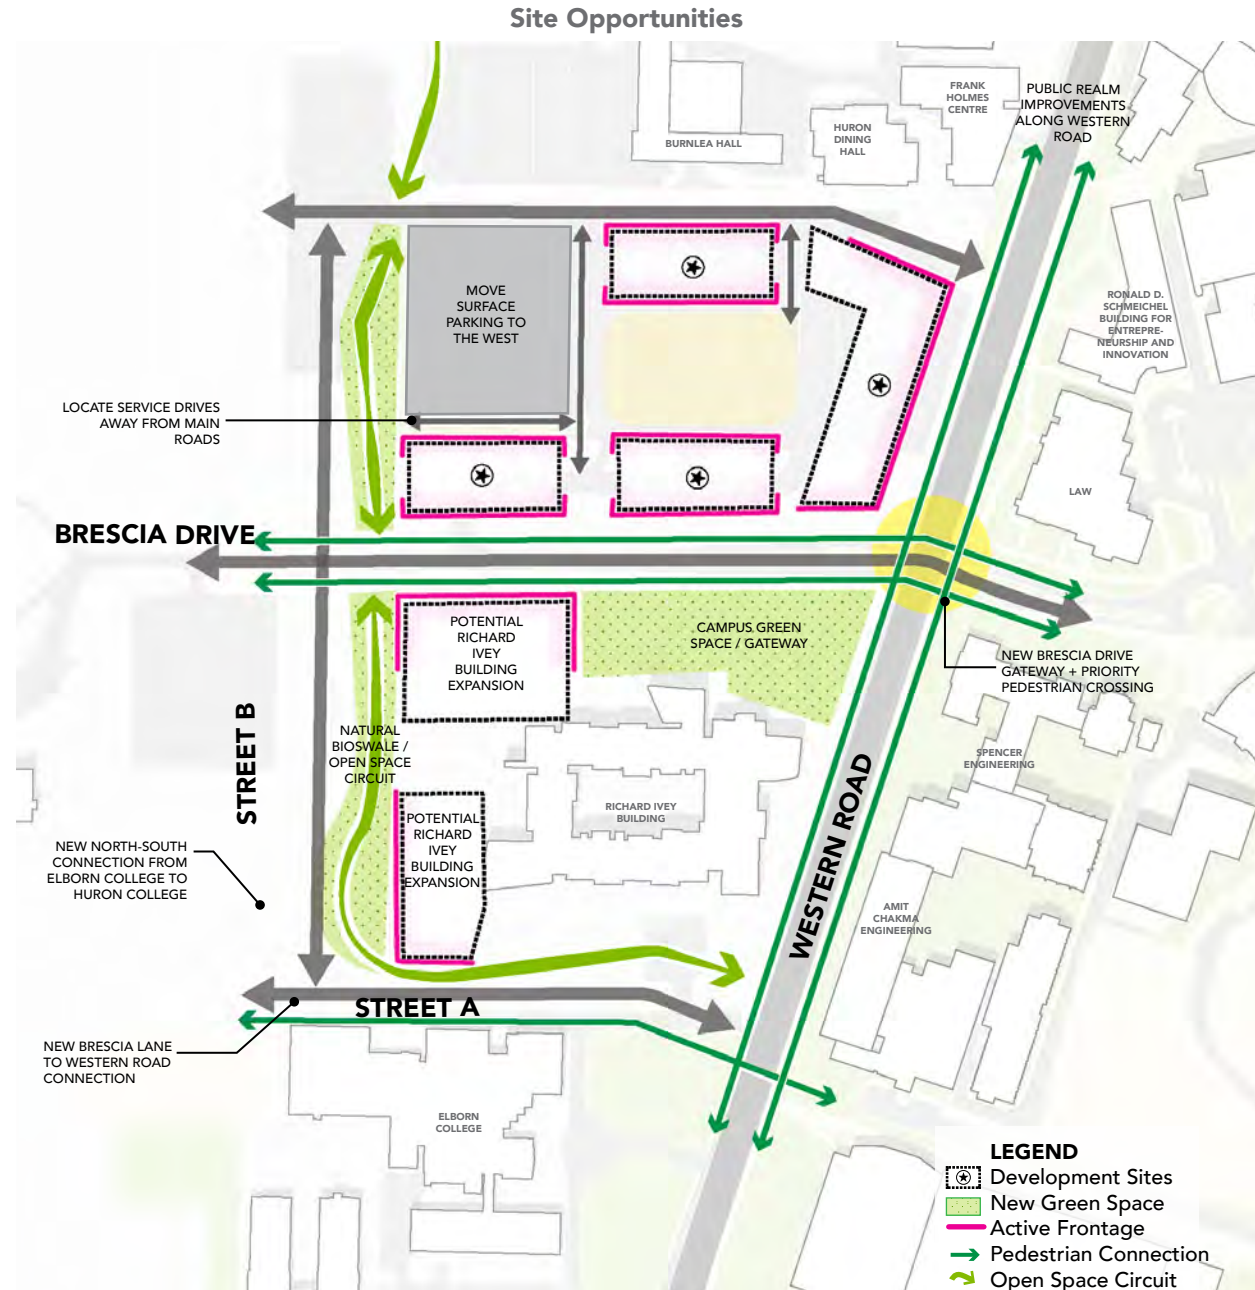 Site Opportunities
BURNLEA HALL
HURON
DINING
HALL
FRANK
HOLMES
CENTRE
PUBLIC REALM
IMPROVEMENTS
ALONG WESTERN
ROAD
MOVE
SURFACE
PARKING TO
THE WEST
RONALD D.
SCHMEICHEL
BUILDING FOR
ENTREPRE-
NEURSHIP AND
INNOVATION
LOCATE SERVICE DRIVES
AWAY FROM MAIN
ROADS
LAW
BRESCIA DRIVE
POTENTIAL
RICHARD
IVEY
BUILDING
EXPANSION
CAMPUS GREEN
SPACE / GATEWAY
NEW BRESCIA DRIVE
GATEWAY + PRIORITY
PEDESTRIAN CROSSING
STREET B
NATURAL
BIOSWALE /
OPEN SPACE
CIRCUIT
SPENCER
ENGINEERING
WESTERN ROAD
RICHARD IVEY
BUILDING
POTENTIAL
RICHARD
IVEY
BUILDING
EXPANSION
NEW NORTH-SOUTH
CONNECTION FROM
ELBORN COLLEGE TO
HURON COLLEGE
AMIT
CHAKMA
ENGINEERING
STREET A
NEW BRESCIA LANE
TO WESTERN ROAD
CONNECTION
ELBORN
COLLEGE
LEGEND
Development Sites
New Green Space
Active Frontage
Pedestrian Connection
Open Space Circuit